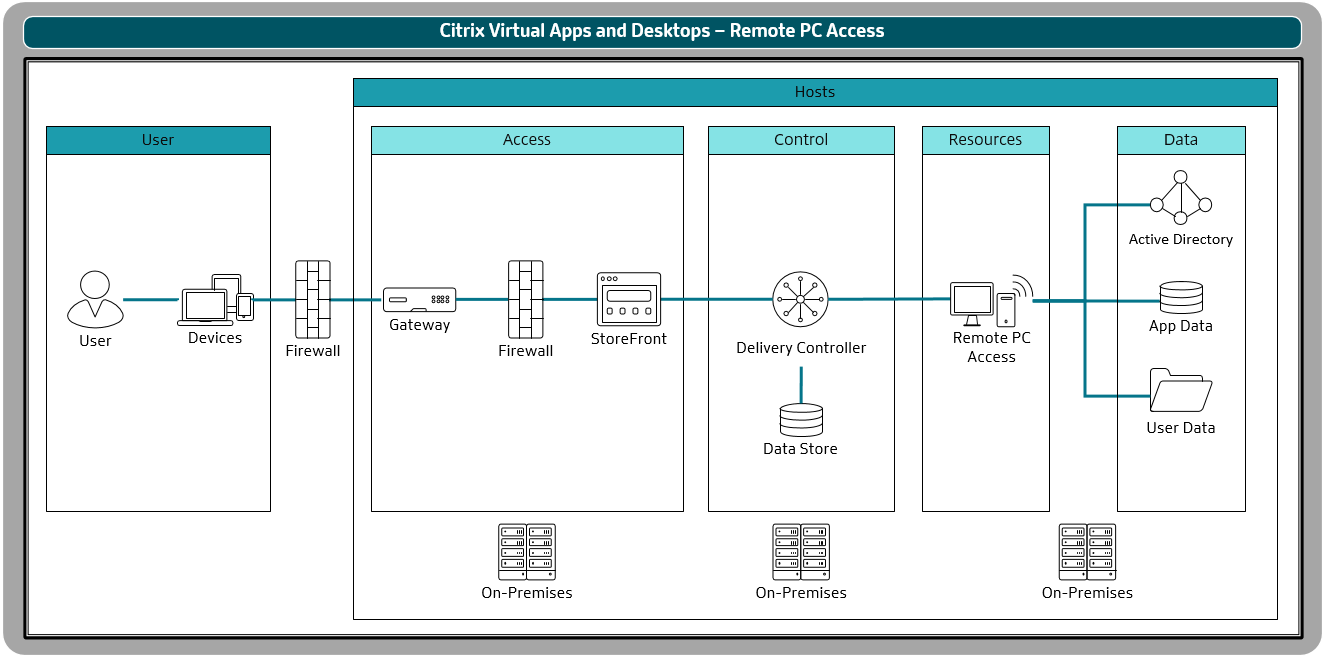 Citrix Virtual Apps and Desktops – Remote PC Access
Hosts
User
Access
Control
Resources
Data
User
Devices
Firewall
Gateway
Firewall
StoreFront
Delivery Controller
Data Store
Remote PC
Access
Active Directory
App Data
User Data
On-Premises
On-Premises
On-Premises